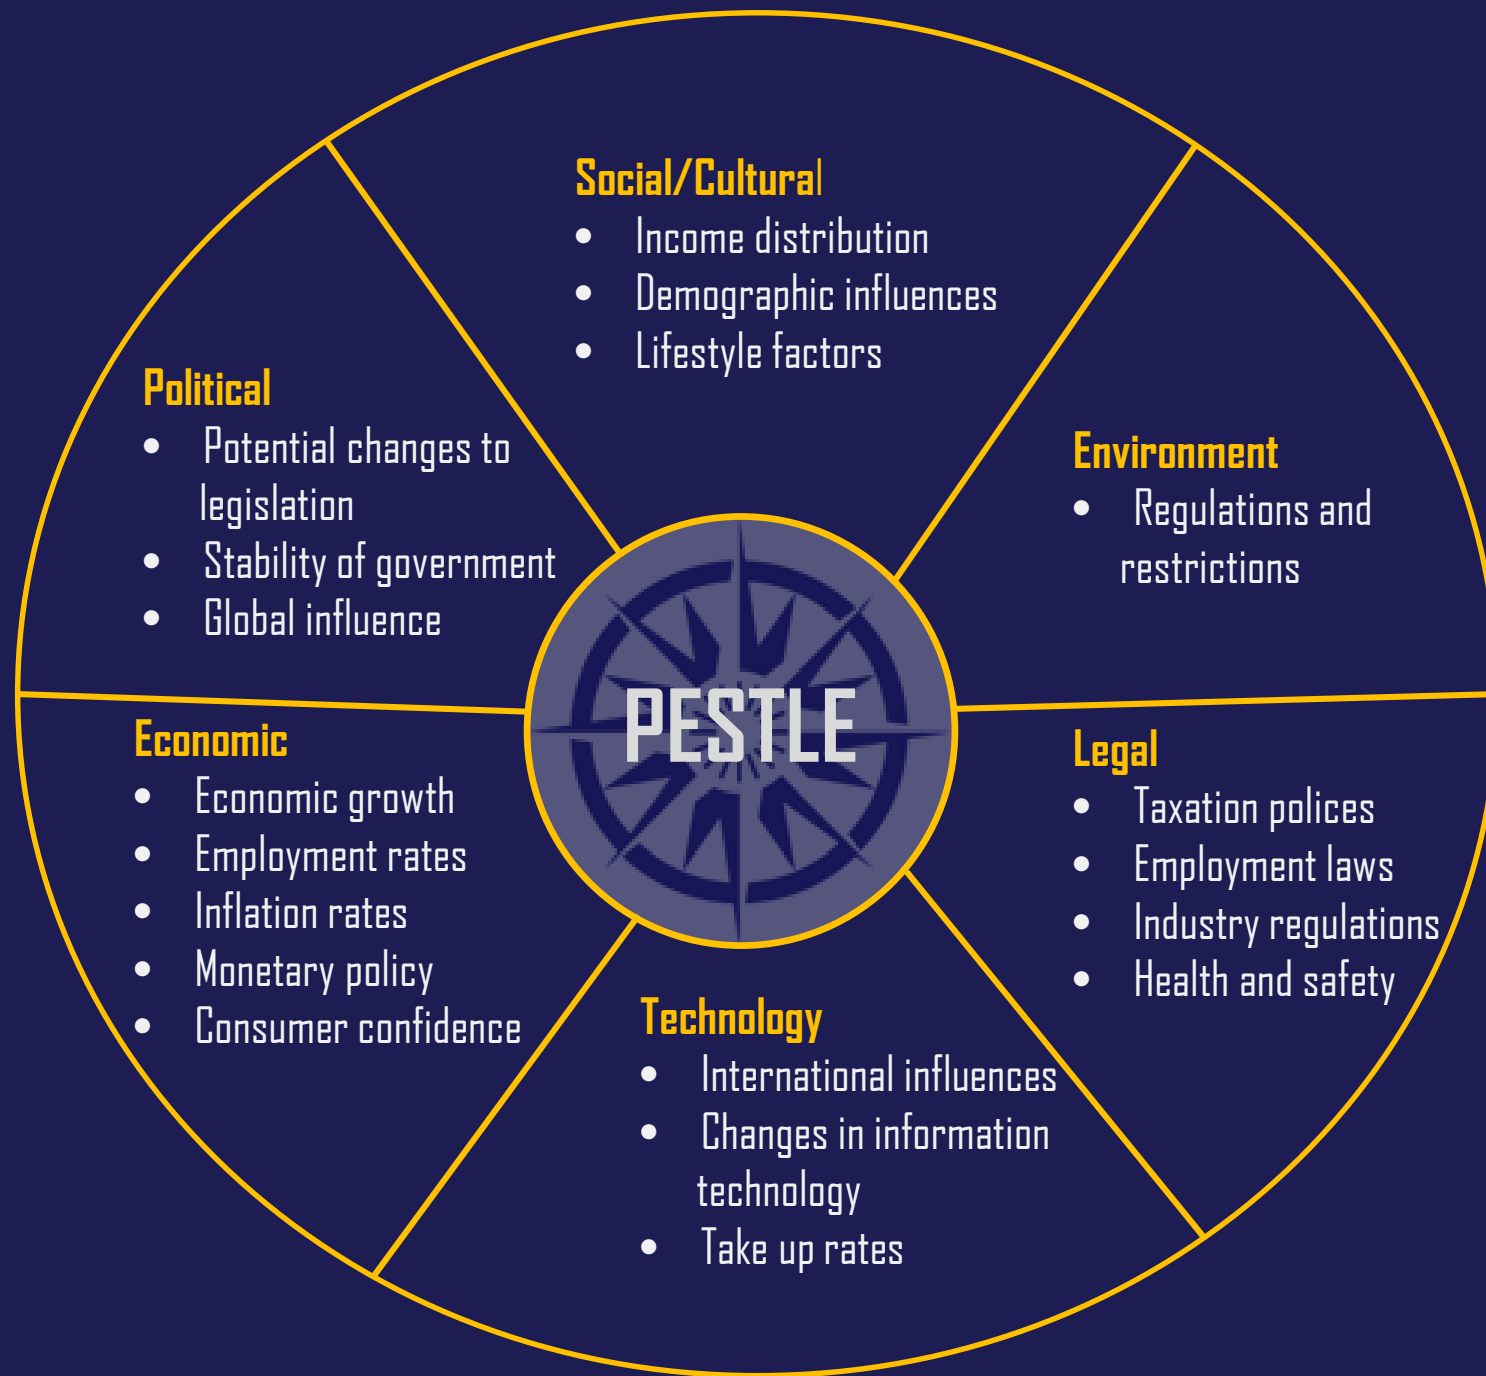 Social/Cultural
• Income distribution
• Demographic influences
• Lifestyle factors
Political
• Potential changes to
legislation
• Stability of government
• Global influence
Environment
• Regulations and
restrictions
PESTLE
Economic
• Economic growth
• Employment rates
• Inflation rates
• Monetary policy
• Consumer confidence
Legal
• Taxation polices
• Employment laws
• Industry regulations
• Health and safety
Technology
• International influences
• Changes in information
technology
• Take up rates